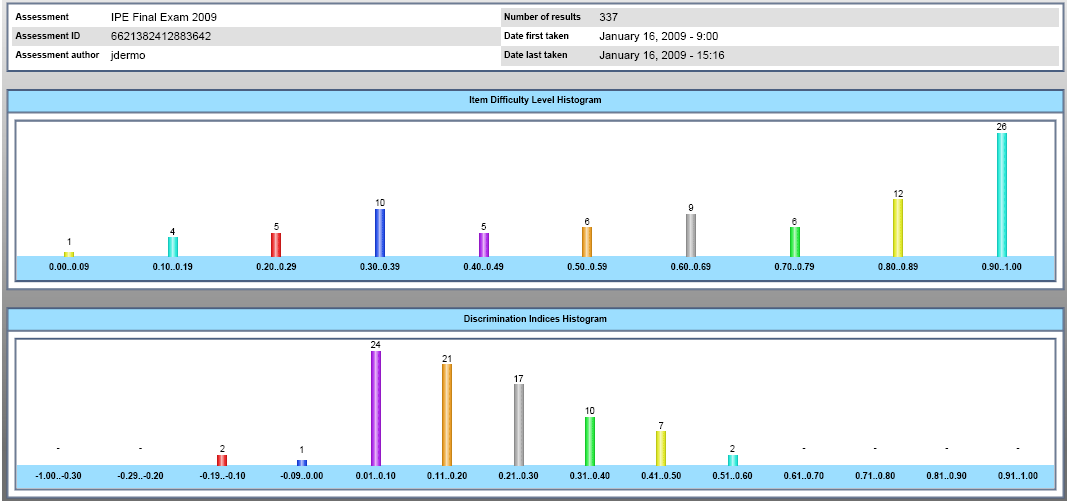 Assessment IPE Final Exam 2009 Number of results 337
Assessment ID 6621382412883642 Date first taken January 16, 2009 - 9:00
Assessment author jdermo Date last taken January 16, 2009 - 15:16
Item Difficulty Level Histogram
1 4 5 10 5 6 9 6 12 26
0.00..0.09 0.10..0.19 0.20..0.29 0.30..0.39 0.40..0.49 0.50..0.59 0.60..0.69 0.70..0.79 0.80..0.89 0.90..1.00
Discrimination Indices Histogram
- - 2 1 24 21 17 10 7 2 - - - -
-1.00..-0.30 -0.29..-0.20 -0.19..-0.10 -0.09..0.00 0.01..0.10 0.11..0.20 0.21..0.30 0.31..0.40 0.41..0.50 0.51..0.60 0.61..0.70 0.71..0.80 0.81..0.90 0.91..1.00